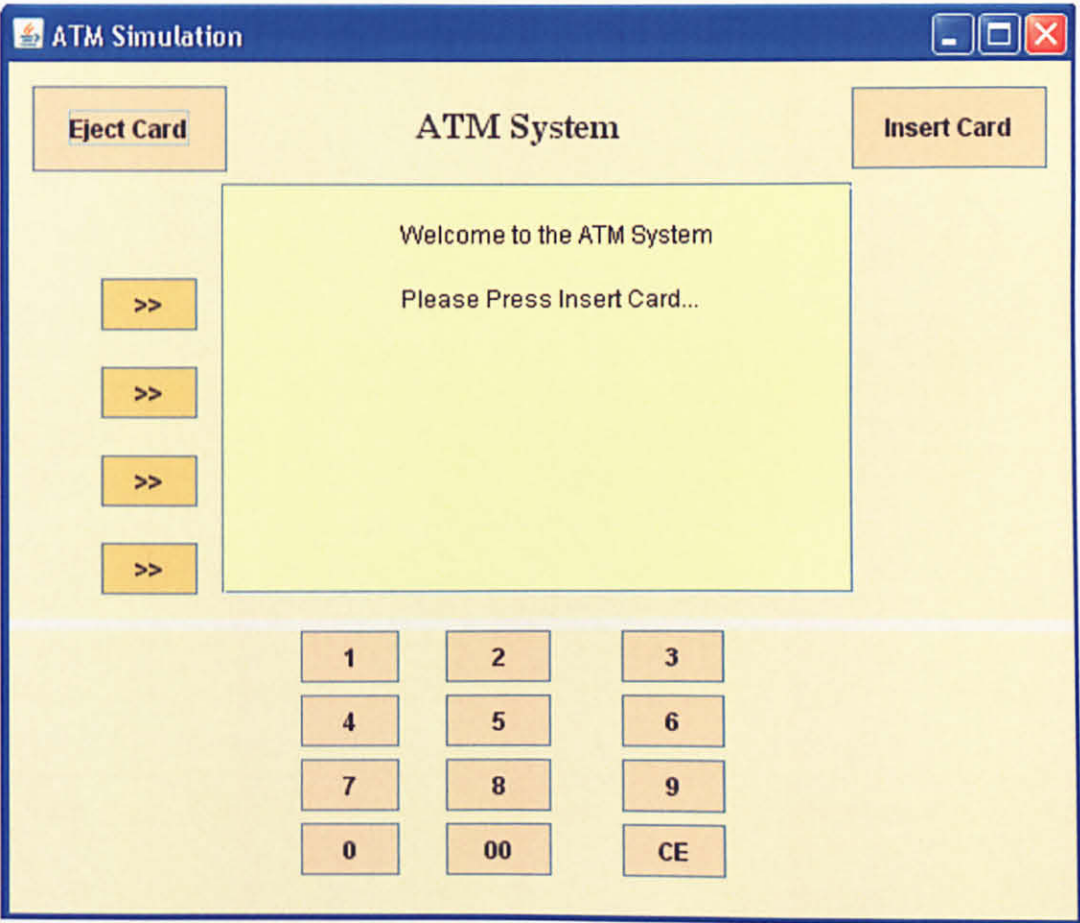 ATM Simulation
Eject Card
ATM System
Insert Card
Welcome to the ATM System
Please Press Insert Card...
>>
>>
>>
>>
1 2 3
4 5 6
7 8 9
0 00 CE